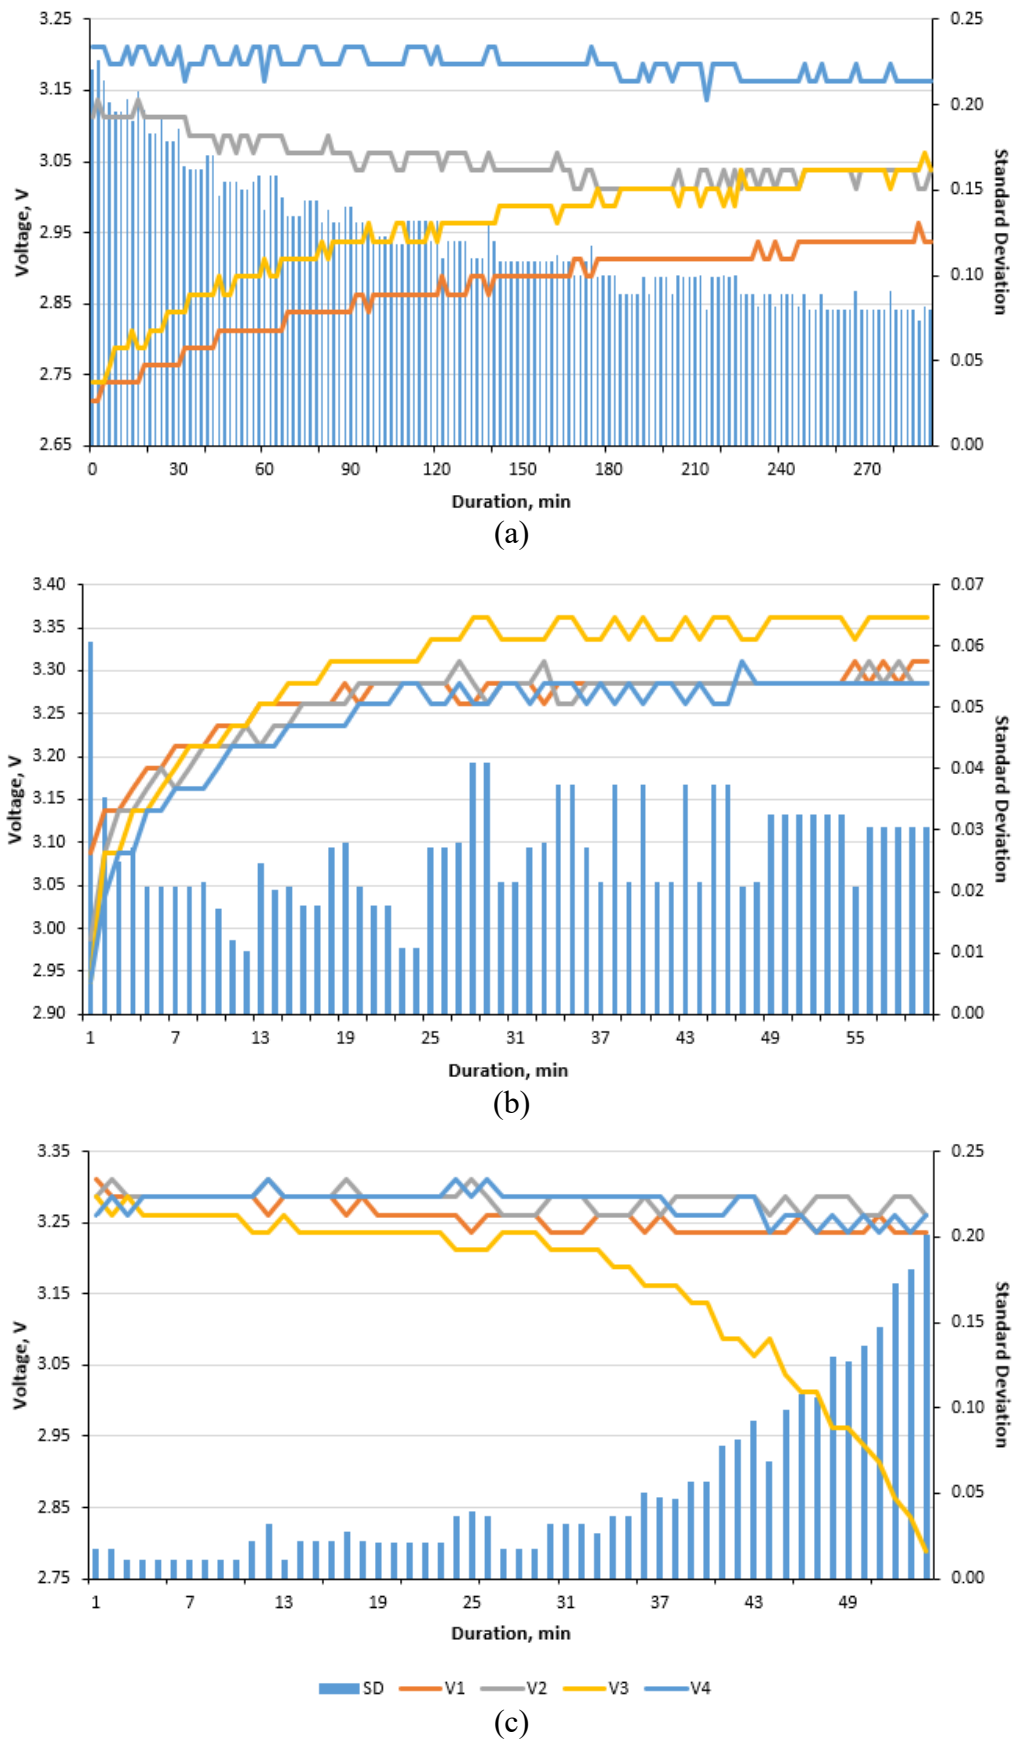 3.25
3.15
3.05
2.95
2.85
2.75
2.65
Voltage, V
0.25
0.20
0.15
0.10
0.05
0.00
Standard Deviation
0 30 60 90 120 150 180 210 240 270
Duration, min
(a)
3.40
3.35
3.30
3.25
3.20
3.15
3.10
3.05
3.00
2.95
2.90
Voltage, V
0.07
0.06
0.05
0.04
0.03
0.02
0.01
0.00
Standard Deviation
1 7 13 19 25 31 37 43 49 55
Duration, min
(b)
3.35
3.25
3.15
3.05
2.95
2.85
2.75
Voltage, V
0.25
0.20
0.15
0.10
0.05
0.00
Standard Deviation
1 7 13 19 25 31 37 43 49
Duration, min
SD V1 V2 V3 V4
(c)